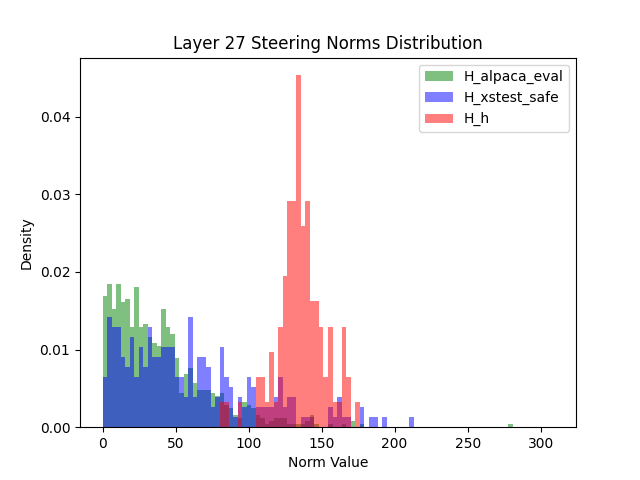 Layer 27 Steering Norms Distribution
H_alpaca_eval
H_xstest_safe
H_h
0.04
0.03
0.02
0.01
0.00
Density
0 50 100 150 200 250 300
Norm Value